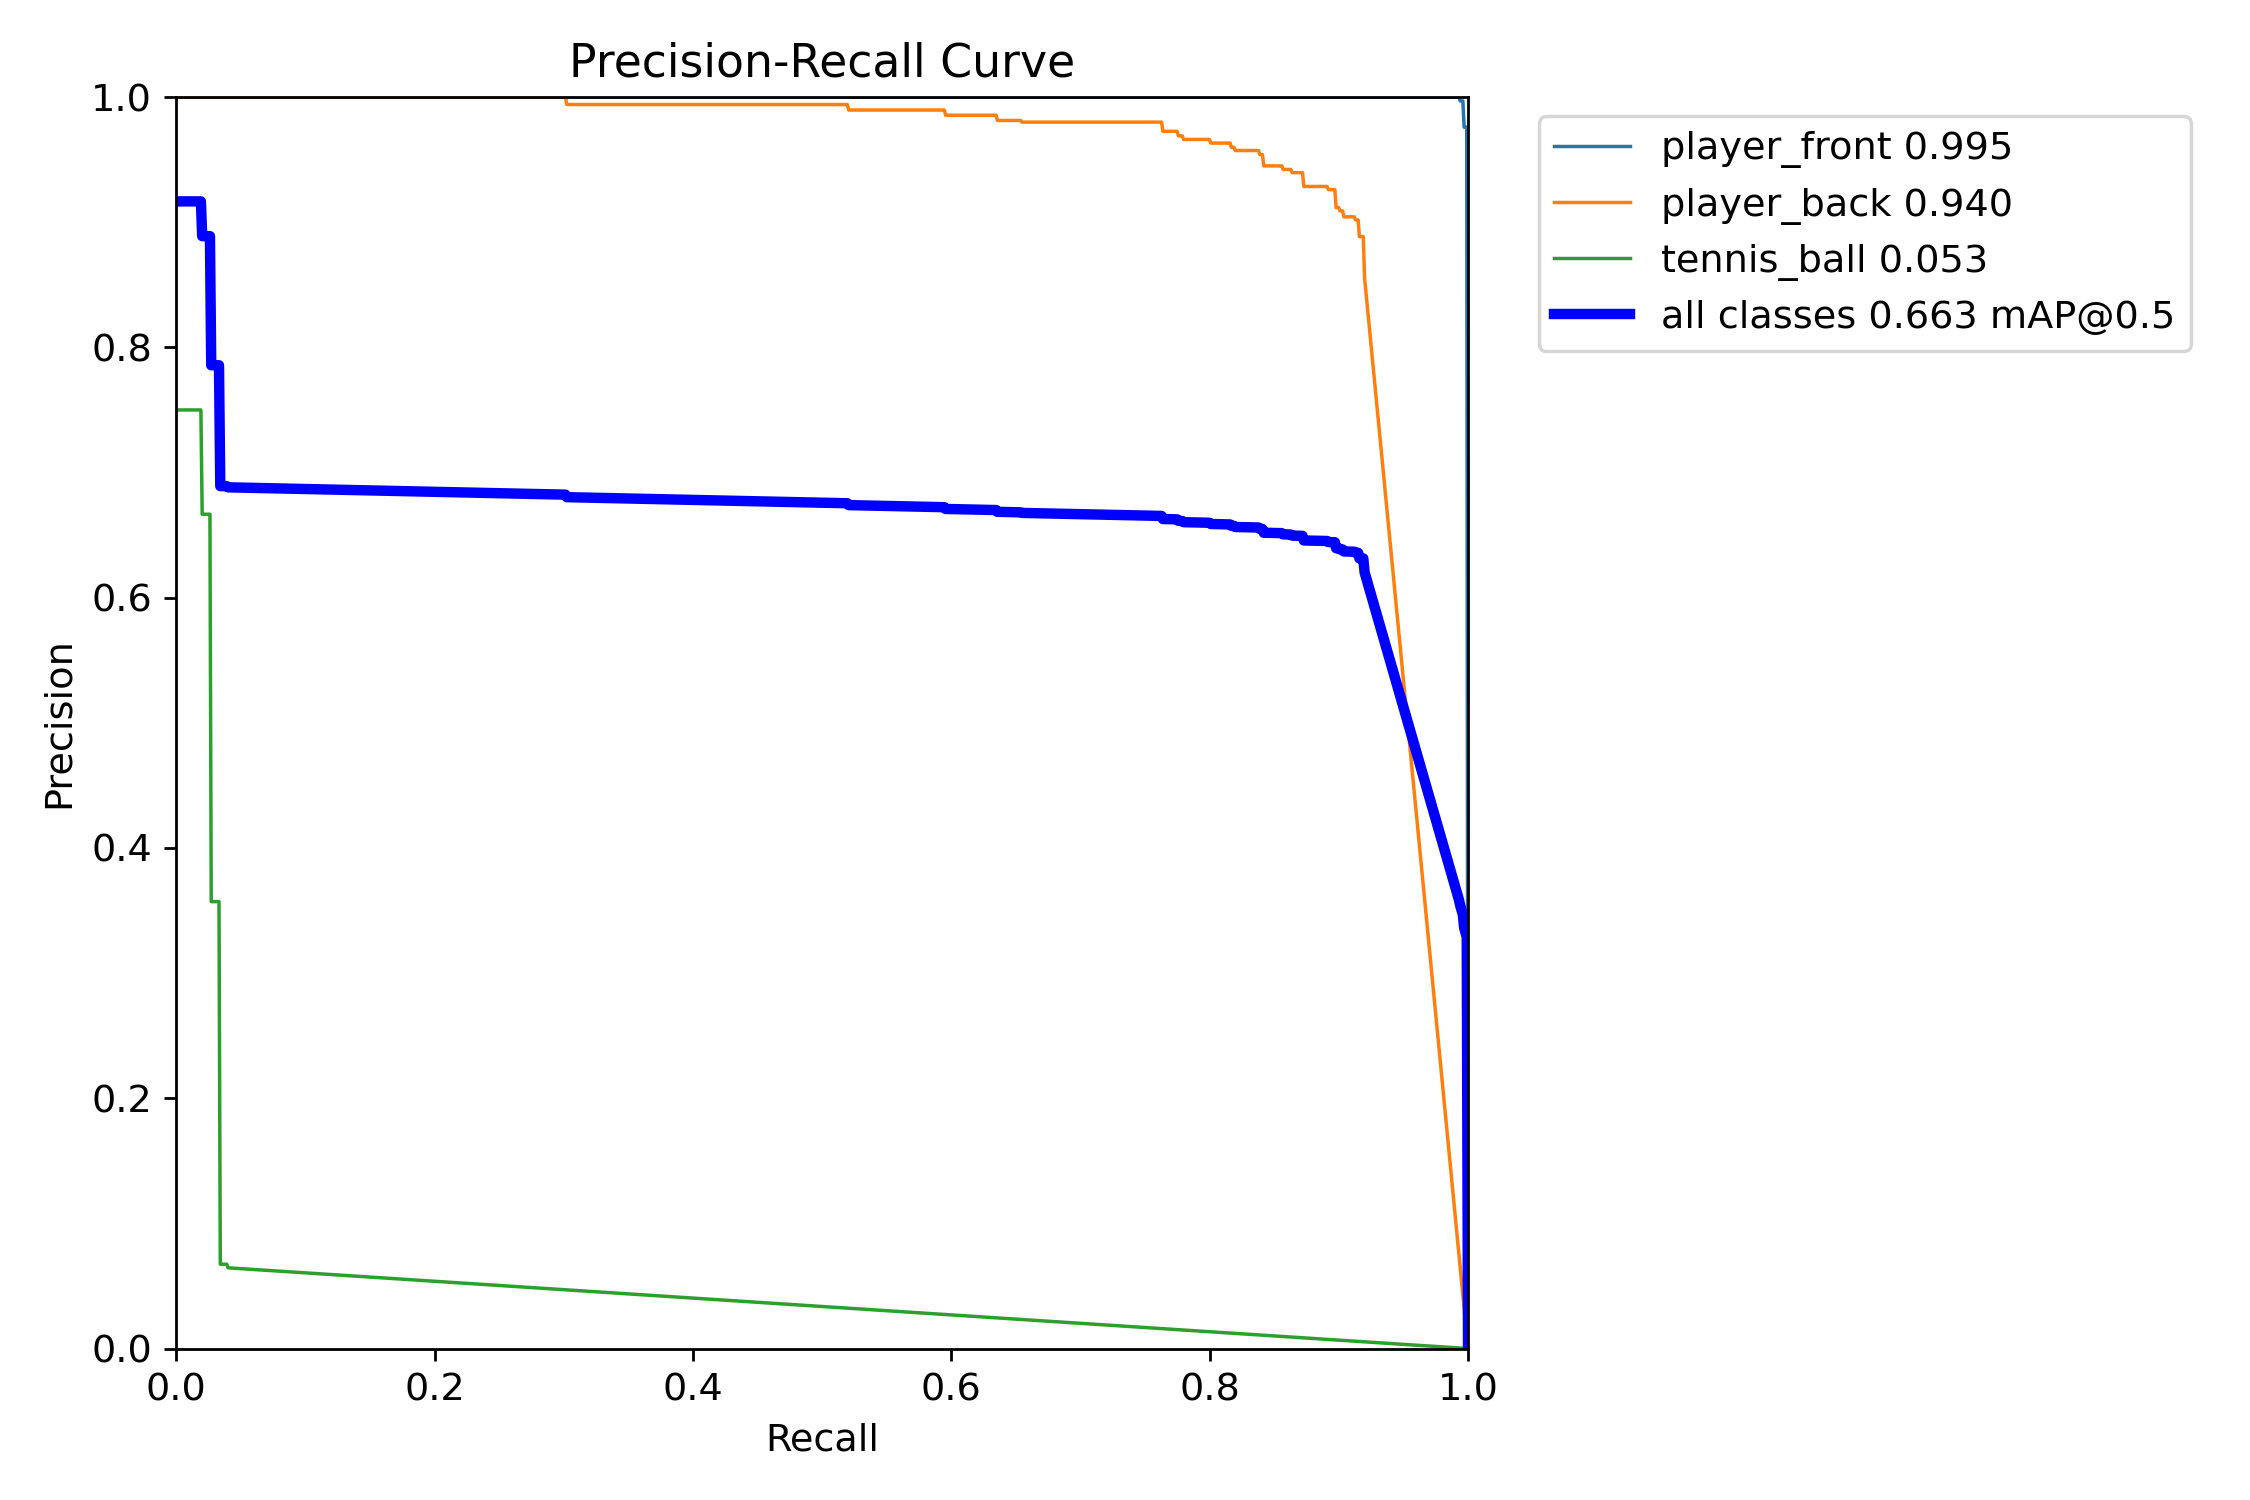 Precision-Recall Curve
1.0
0.8
0.6
0.4
0.2
0.0
Precision
0.0 0.2 0.4 0.6 0.8 1.0
Recall
player_front 0.995
player_back 0.940
tennis_ball 0.053
all classes 0.663 mAP@0.5